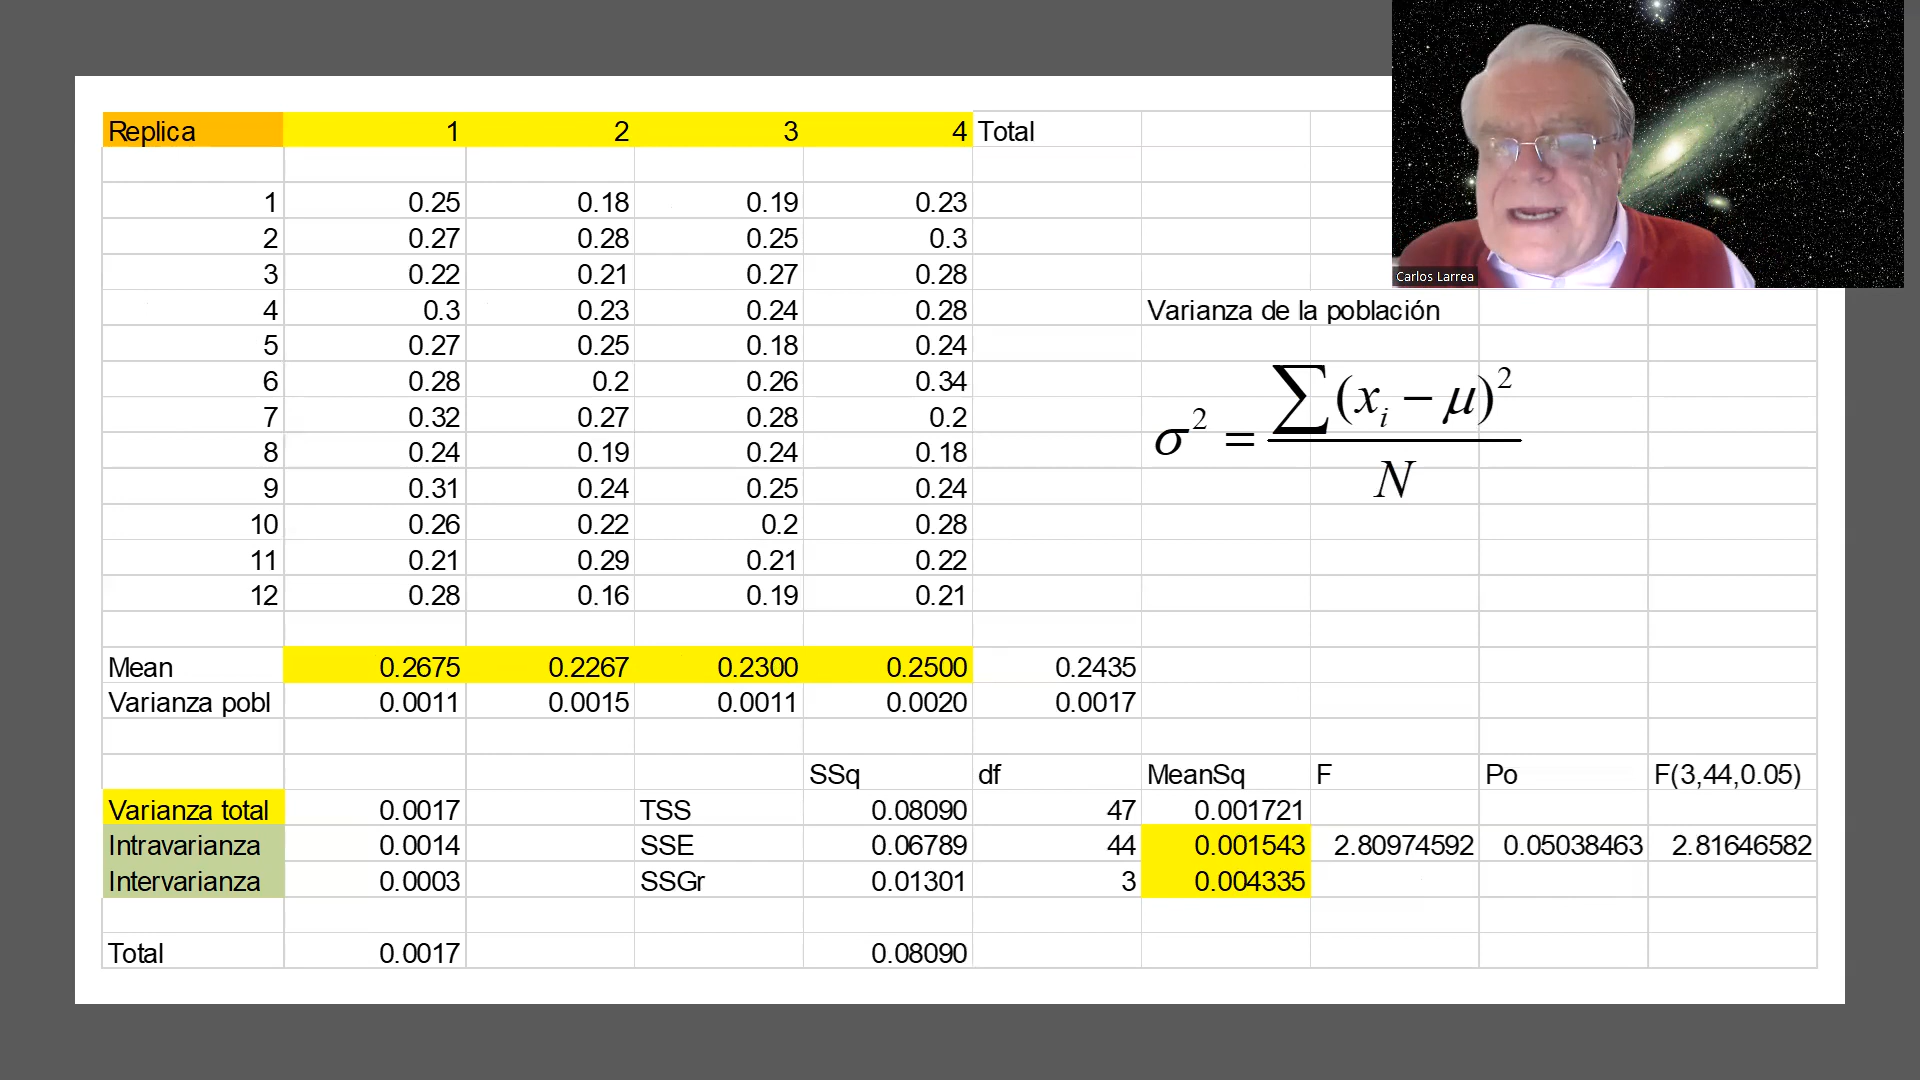 Replica 1 2 3 4 Total
1 0.25 0.18 0.19 0.23
2 0.27 0.28 0.25 0.3
3 0.22 0.21 0.27 0.28
Carlos Larrea
4 0.3 0.23 0.24 0.28 Varianza de la población
5 0.27 0.25 0.18 0.24
6 0.28 0.2 0.26 0.34
7 0.32 0.27 0.28 0.2
σ² = ∑(xᵢ − μ)² / N
8 0.24 0.19 0.24 0.18
9 0.31 0.24 0.25 0.24
10 0.26 0.22 0.2 0.28
11 0.21 0.29 0.21 0.22
12 0.28 0.16 0.19 0.21
Mean 0.2675 0.2267 0.2300 0.2500 0.2435
Varianza pobl 0.0011 0.0015 0.0011 0.0020 0.0017
SSq df MeanSq F Po F(3,44,0.05)
Varianza total 0.0017 TSS 0.08090 47 0.001721
Intravarianza 0.0014 SSE 0.06789 44 0.001543 2.80974592 0.05038463 2.81646582
Intervarianza 0.0003 SSGr 0.01301 3 0.004335
Total 0.0017 0.08090